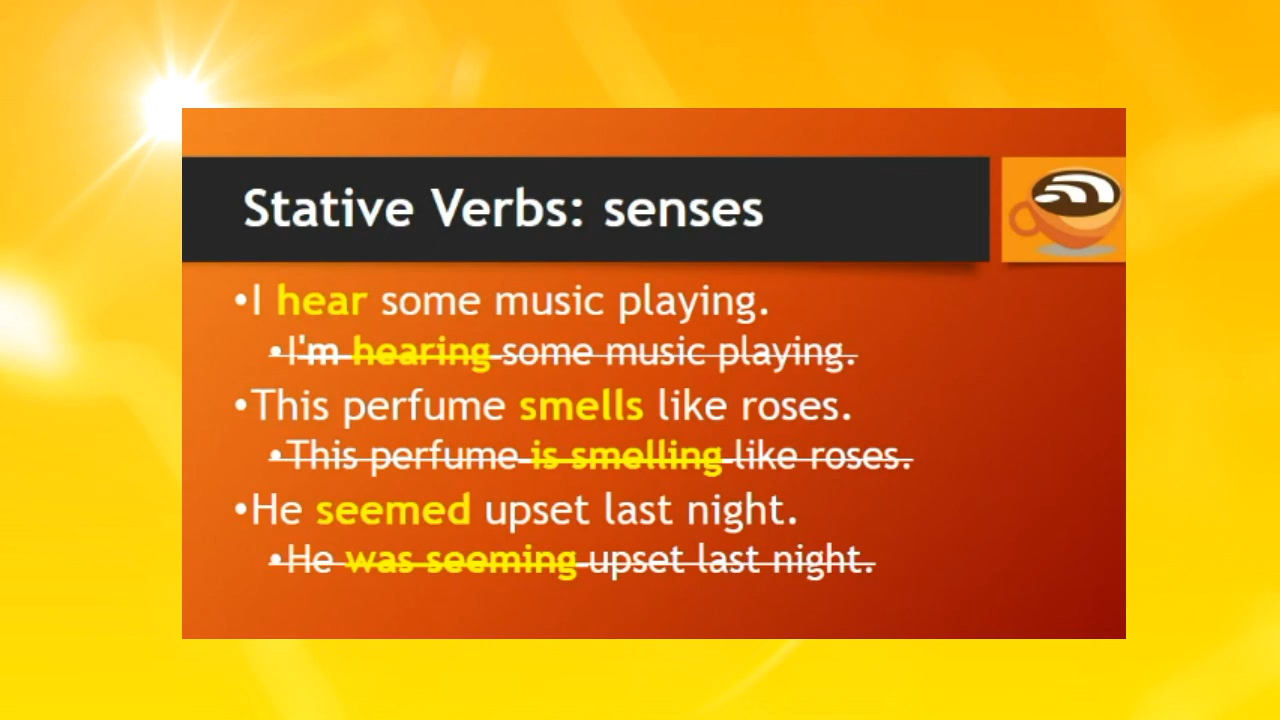 Stative Verbs: senses
•I hear some music playing.
•I'm hearing some music playing.
•This perfume smells like roses.
•This perfume is smelling like roses.
•He seemed upset last night.
•He was seeming upset last night.